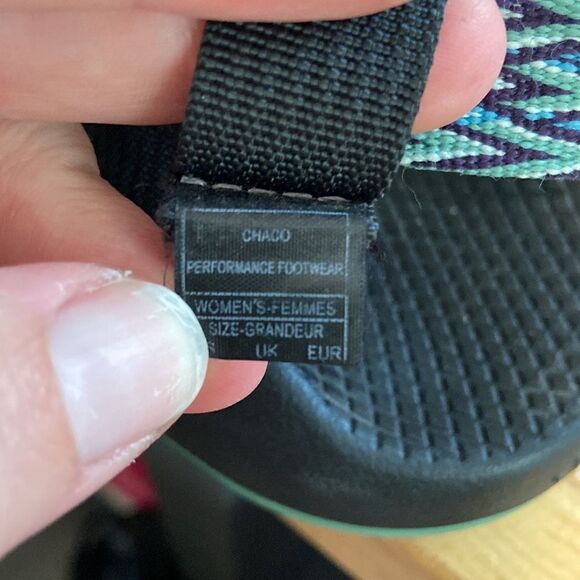 CHACO
PERFORMANCE FOOTWEAR
WOMEN'S-FEMMES
SIZE-GRANDEUR
UK EUR